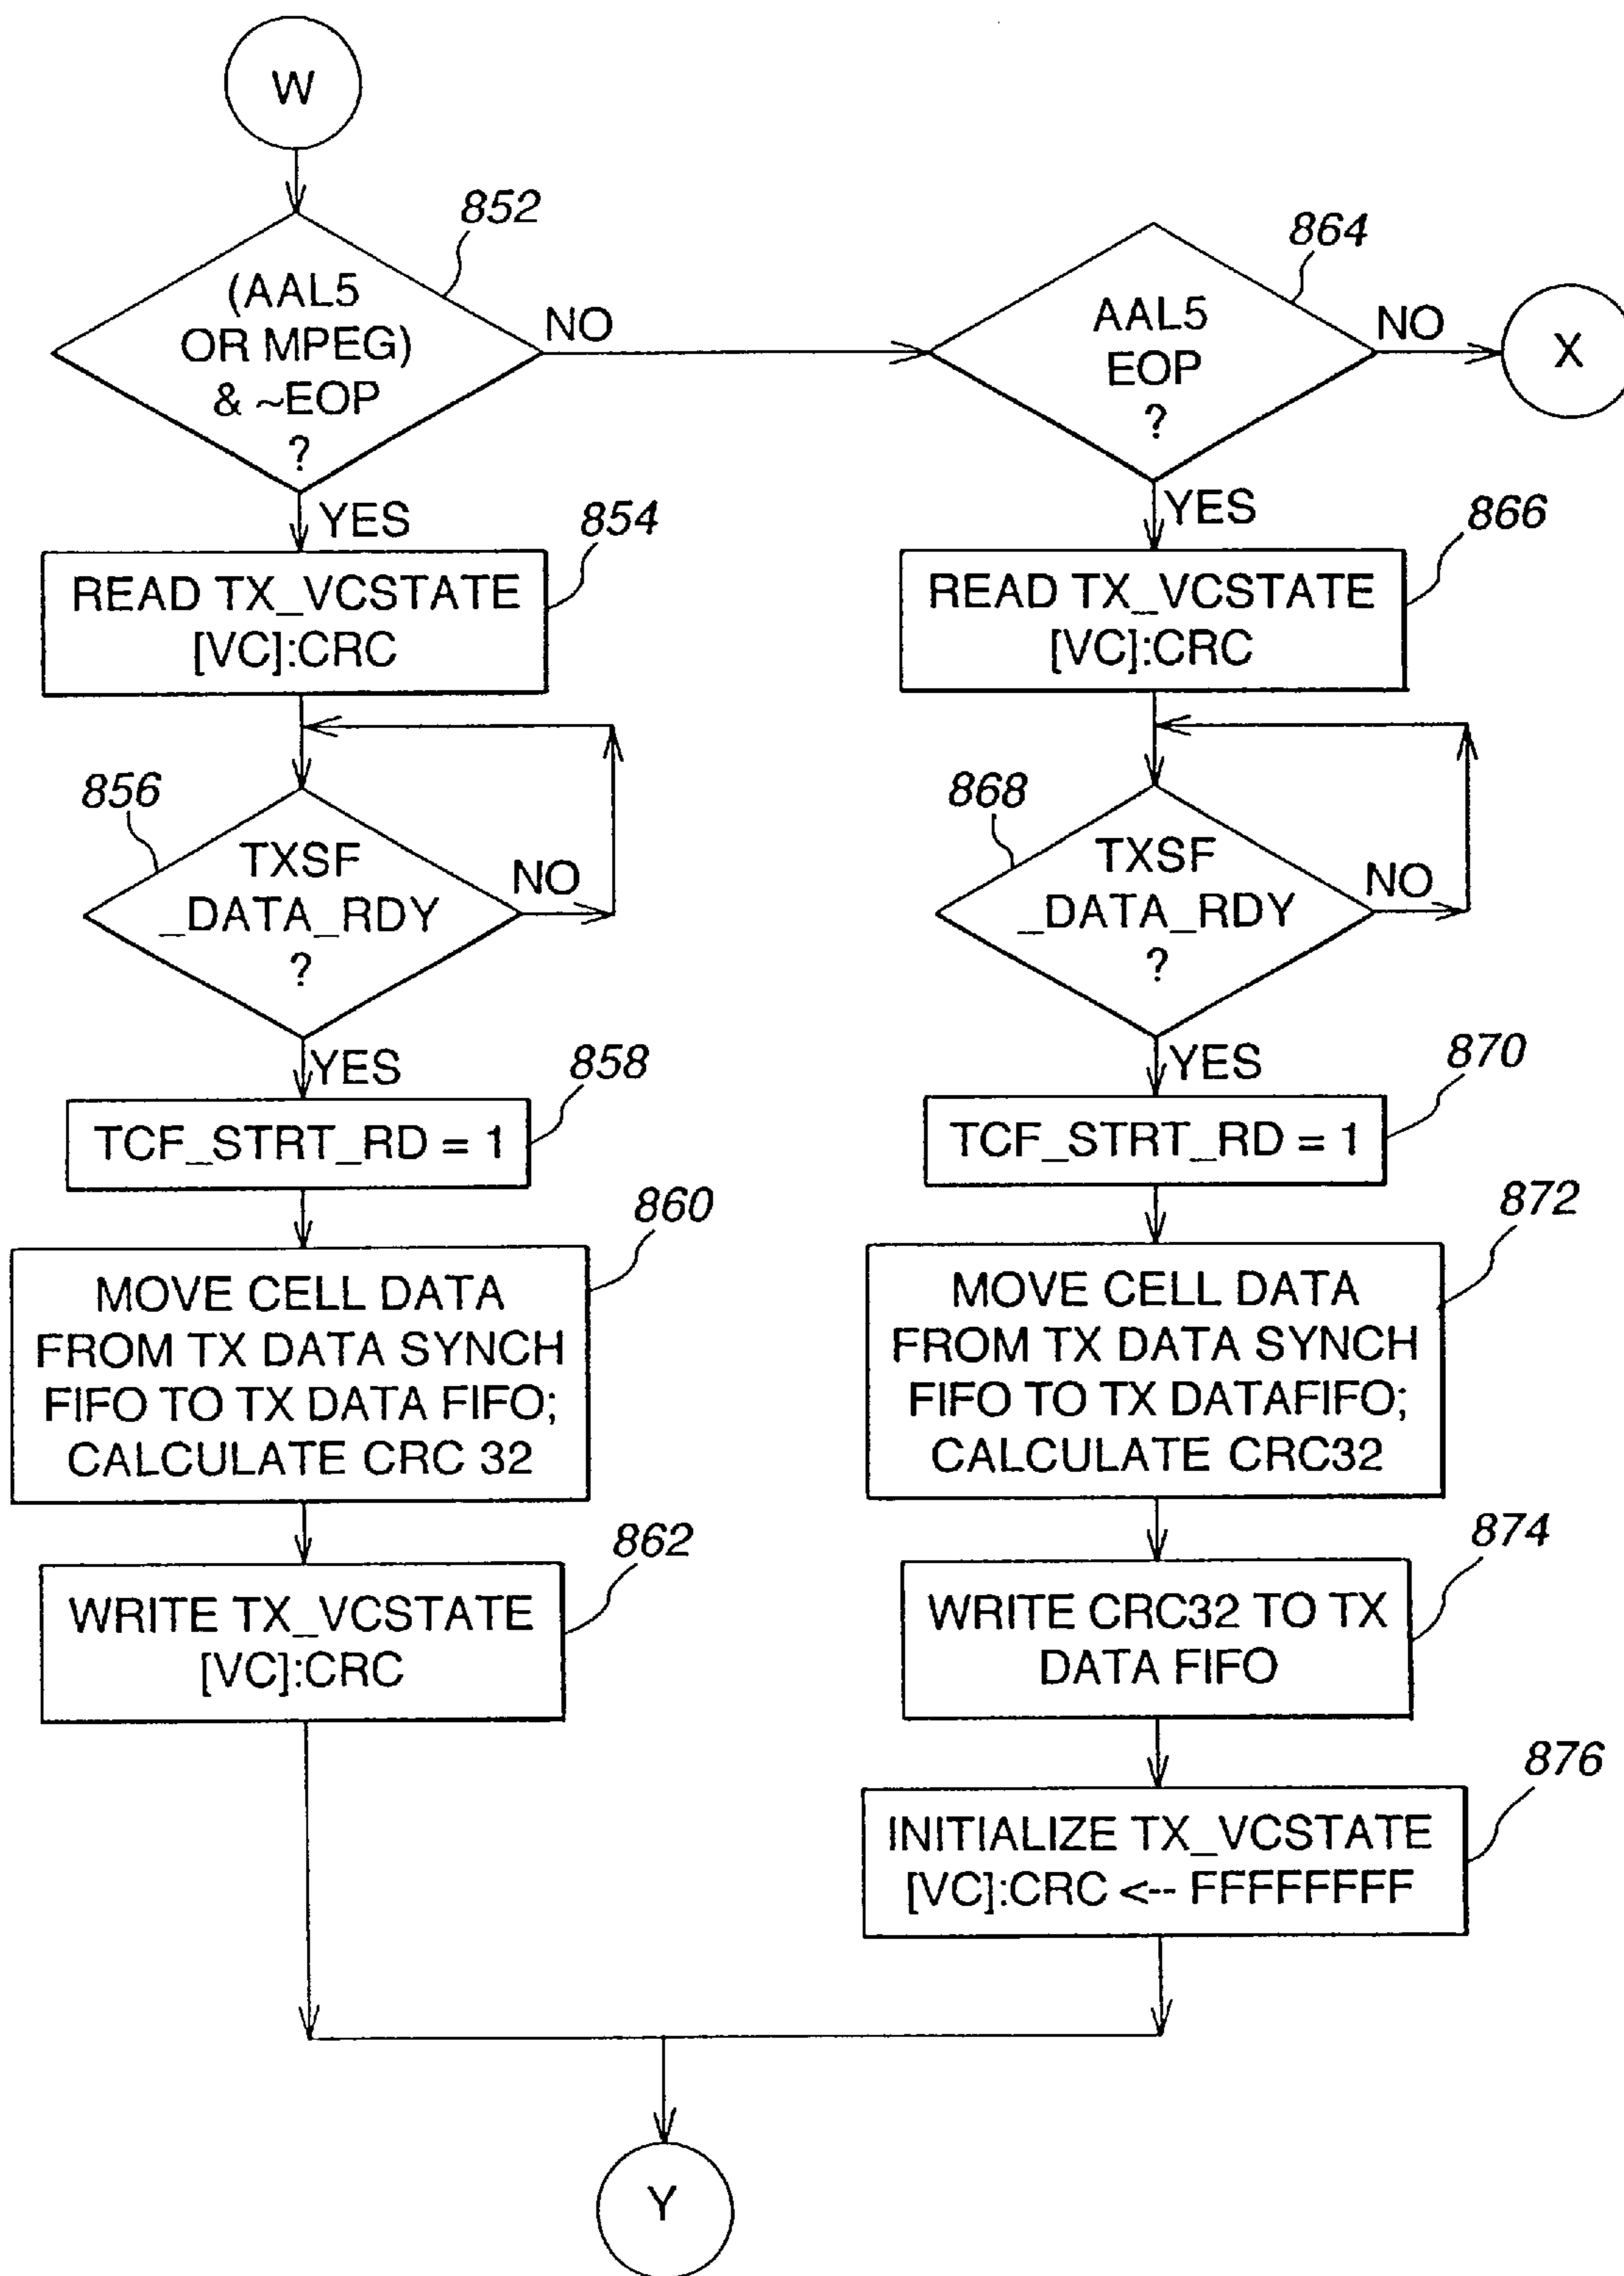 W
852
(AAL5
OR MPEG)
& ~EOP
?
NO
YES
864
AAL5
EOP
?
NO
X
YES
854
READ TX_VCSTATE
[VC]:CRC
866
READ TX_VCSTATE
[VC]:CRC
856
TXSF
_DATA_RDY
?
NO
YES
868
TXSF
_DATA_RDY
?
NO
YES
858
TCF_STRT_RD = 1
870
TCF_STRT_RD = 1
860
MOVE CELL DATA
FROM TX DATA SYNCH
FIFO TO TX DATA FIFO;
CALCULATE CRC 32
872
MOVE CELL DATA
FROM TX DATA SYNCH
FIFO TO TX DATAFIFO;
CALCULATE CRC32
862
WRITE TX_VCSTATE
[VC]:CRC
874
WRITE CRC32 TO TX
DATA FIFO
876
INITIALIZE TX_VCSTATE
[VC]:CRC <-- FFFFFFFF
Y